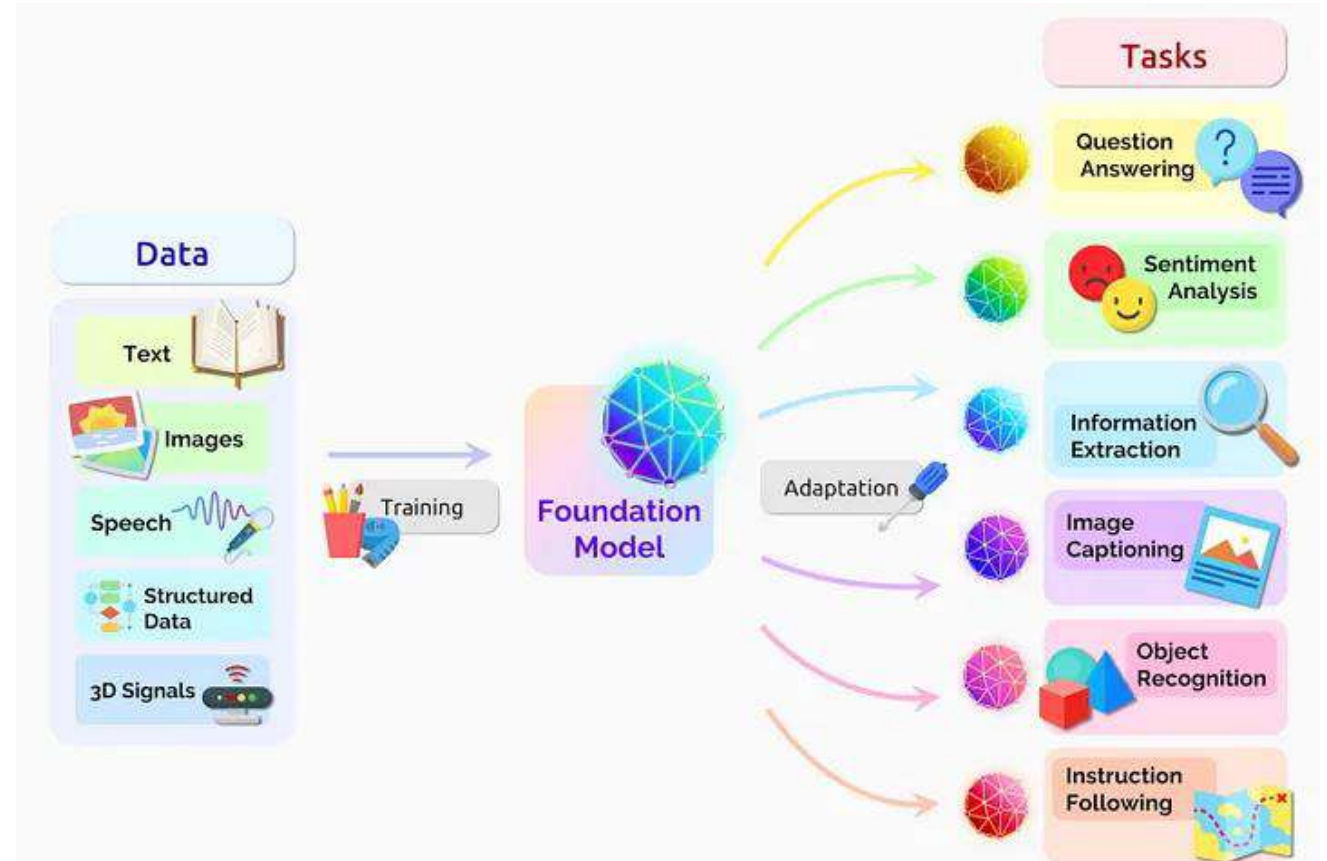 Data
Text
Images
Speech
Structured
Data
3D Signals
Training
Foundation
Model
Adaptation
Tasks
Question
Answering
Sentiment
Analysis
Information
Extraction
Image
Captioning
Object
Recognition
Instruction
Following